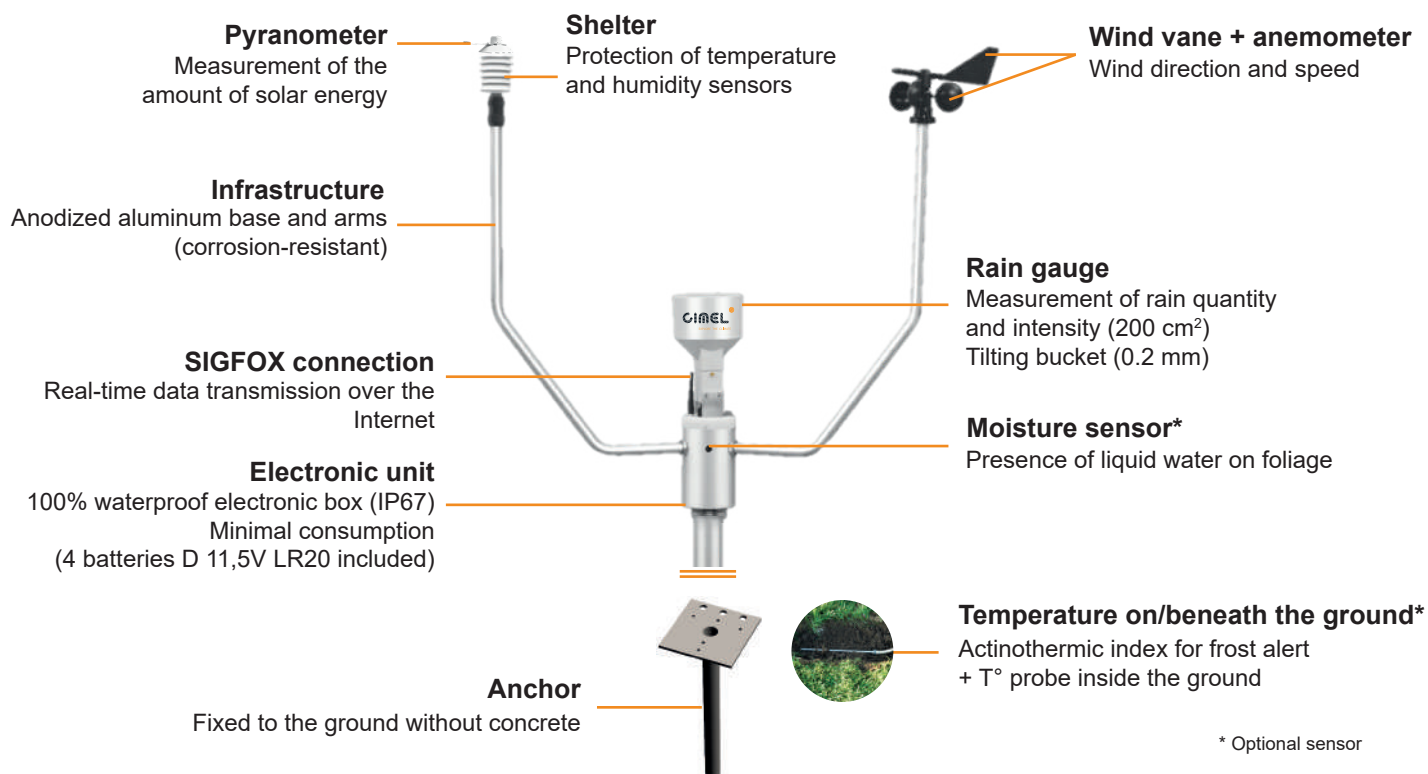 Pyranometer
Measurement of the
amount of solar energy
Shelter
Protection of temperature
and humidity sensors
Wind vane + anemometer
Wind direction and speed
Infrastructure
Anodized aluminum base and arms
(corrosion-resistant)
Rain gauge
Measurement of rain quantity
and intensity (200 cm²)
Tilting bucket (0.2 mm)
CIMEL
SIGFOX connection
Real-time data transmission over the
Internet
Moisture sensor*
Presence of liquid water on foliage
Electronic unit
100% waterproof electronic box (IP67)
Minimal consumption
(4 batteries D 11,5V LR20 included)
Temperature on/beneath the ground*
Actinothermic index for frost alert
+ T° probe inside the ground
Anchor
Fixed to the ground without concrete
* Optional sensor